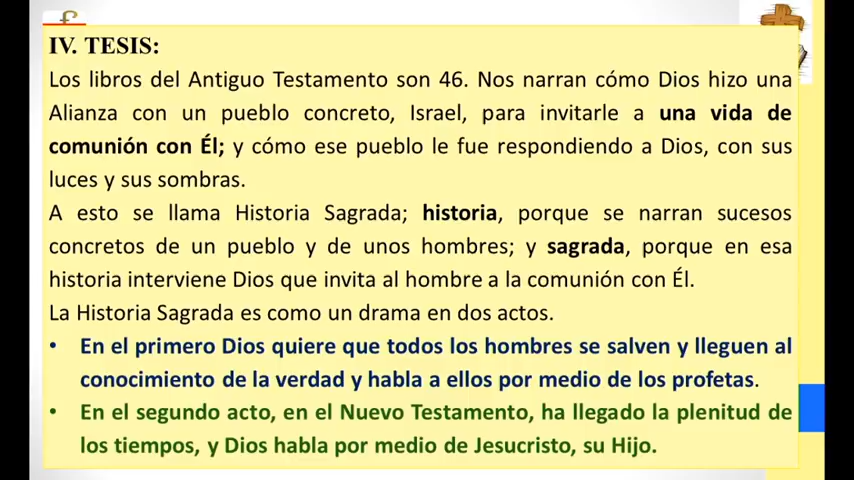 IV. TESIS:
Los libros del Antiguo Testamento son 46. Nos narran cómo Dios hizo una
Alianza con un pueblo concreto, Israel, para invitarle a una vida de
comunión con Él; y cómo ese pueblo le fue respondiendo a Dios, con sus
luces y sus sombras.
A esto se llama Historia Sagrada; historia, porque se narran sucesos
concretos de un pueblo y de unos hombres; y sagrada, porque en esa
historia interviene Dios que invita al hombre a la comunión con Él.
La Historia Sagrada es como un drama en dos actos.
• En el primero Dios quiere que todos los hombres se salven y lleguen al
conocimiento de la verdad y habla a ellos por medio de los profetas.
• En el segundo acto, en el Nuevo Testamento, ha llegado la plenitud de
los tiempos, y Dios habla por medio de Jesucristo, su Hijo.